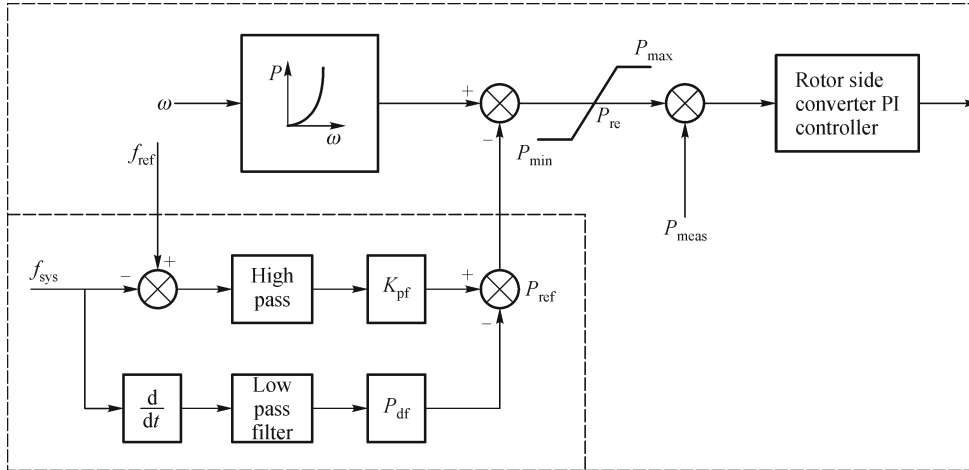 P
ω
ω
+
−
P_max
P_min
P_re
P_meas
Rotor side
converter PI
controller
f_ref
f_sys
−
+
High
pass
K_pf
+
−
P_ref
d
dt
Low
pass
filter
P_df